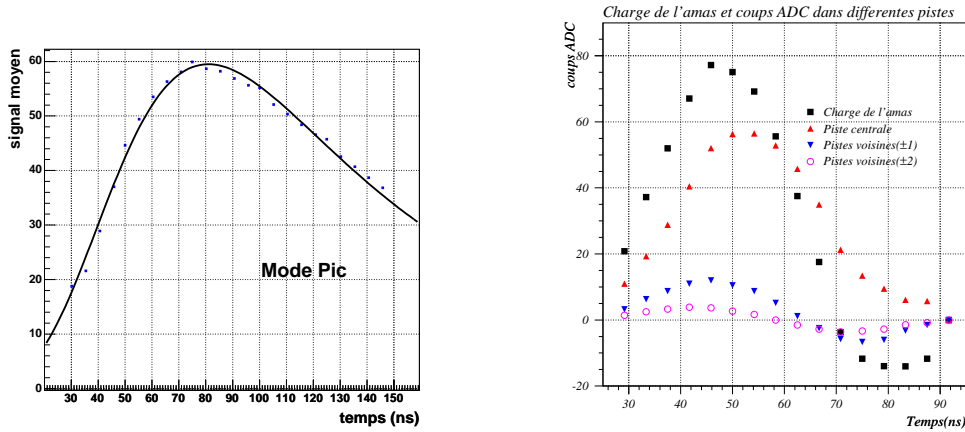 signal moyen
60
50
40
30
20
10
0
30 40 50 60 70 80 90 100 110 120 130 140 150
temps (ns)
Mode Pic
Charge de l'amas et coups ADC dans differentes pistes
coups ADC
80
60
40
20
0
-20
30 40 50 60 70 80 90
Temps(ns)
Charge de l'amas
Piste centrale
Pistes voisines(±1)
Pistes voisines(±2)